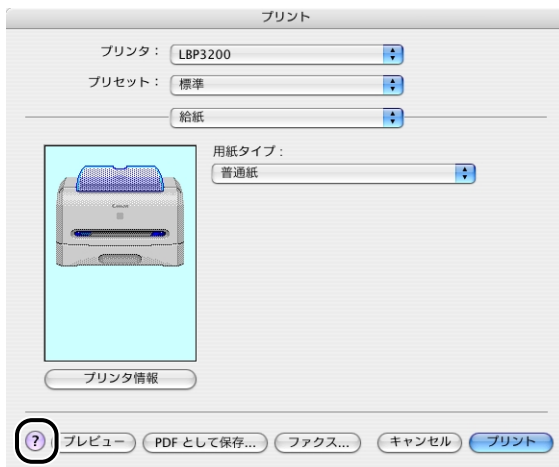 プリント
プリンタ： LBP3200
プリセット： 標準
給紙
用紙タイプ：
普通紙
Canon
プリンタ情報
? プレビュー PDF として保存... ファクス... キャンセル プリント